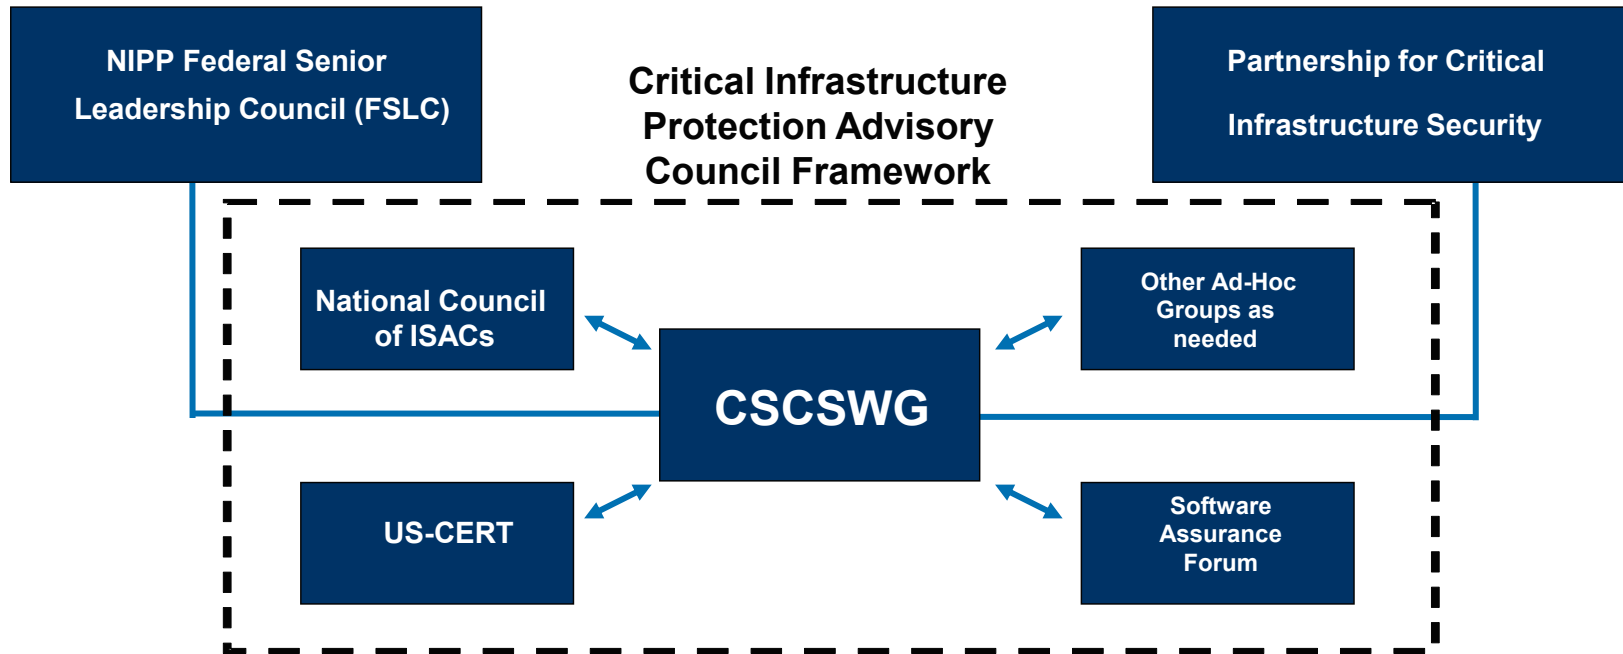 NIPP Federal Senior
Leadership Council (FSLC)
Critical Infrastructure
Protection Advisory
Council Framework
Partnership for Critical
Infrastructure Security
National Council
of ISACs
Other Ad-Hoc
Groups as
needed
CSCSWG
US-CERT
Software
Assurance
Forum